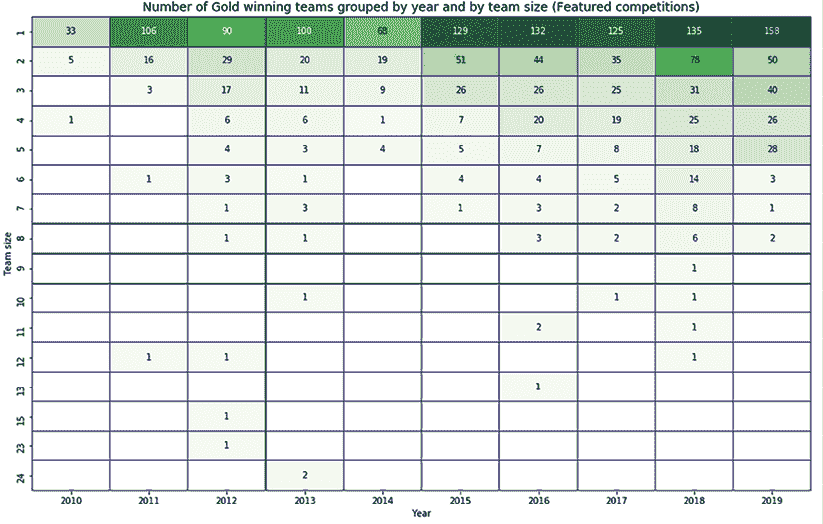 Number of Gold winning teams grouped by year and by team size (Featured competitions)
1 33 106 90 100 68 129 132 125 135 158
2 5 16 29 20 19 51 44 35 78 50
3 3 17 11 9 26 26 25 31 40
4 1 6 6 1 7 20 19 25 26
5 4 3 4 5 7 8 18 28
6 1 3 1 4 4 5 14 3
7 1 3 1 3 2 8 1
8 1 1 3 2 6 2
9 1
10 1 1 1
11 2 1
12 1 1 1
13 1
15 1
23 1
24 2
Team size
2010 2011 2012 2013 2014 2015 2016 2017 2018 2019
Year